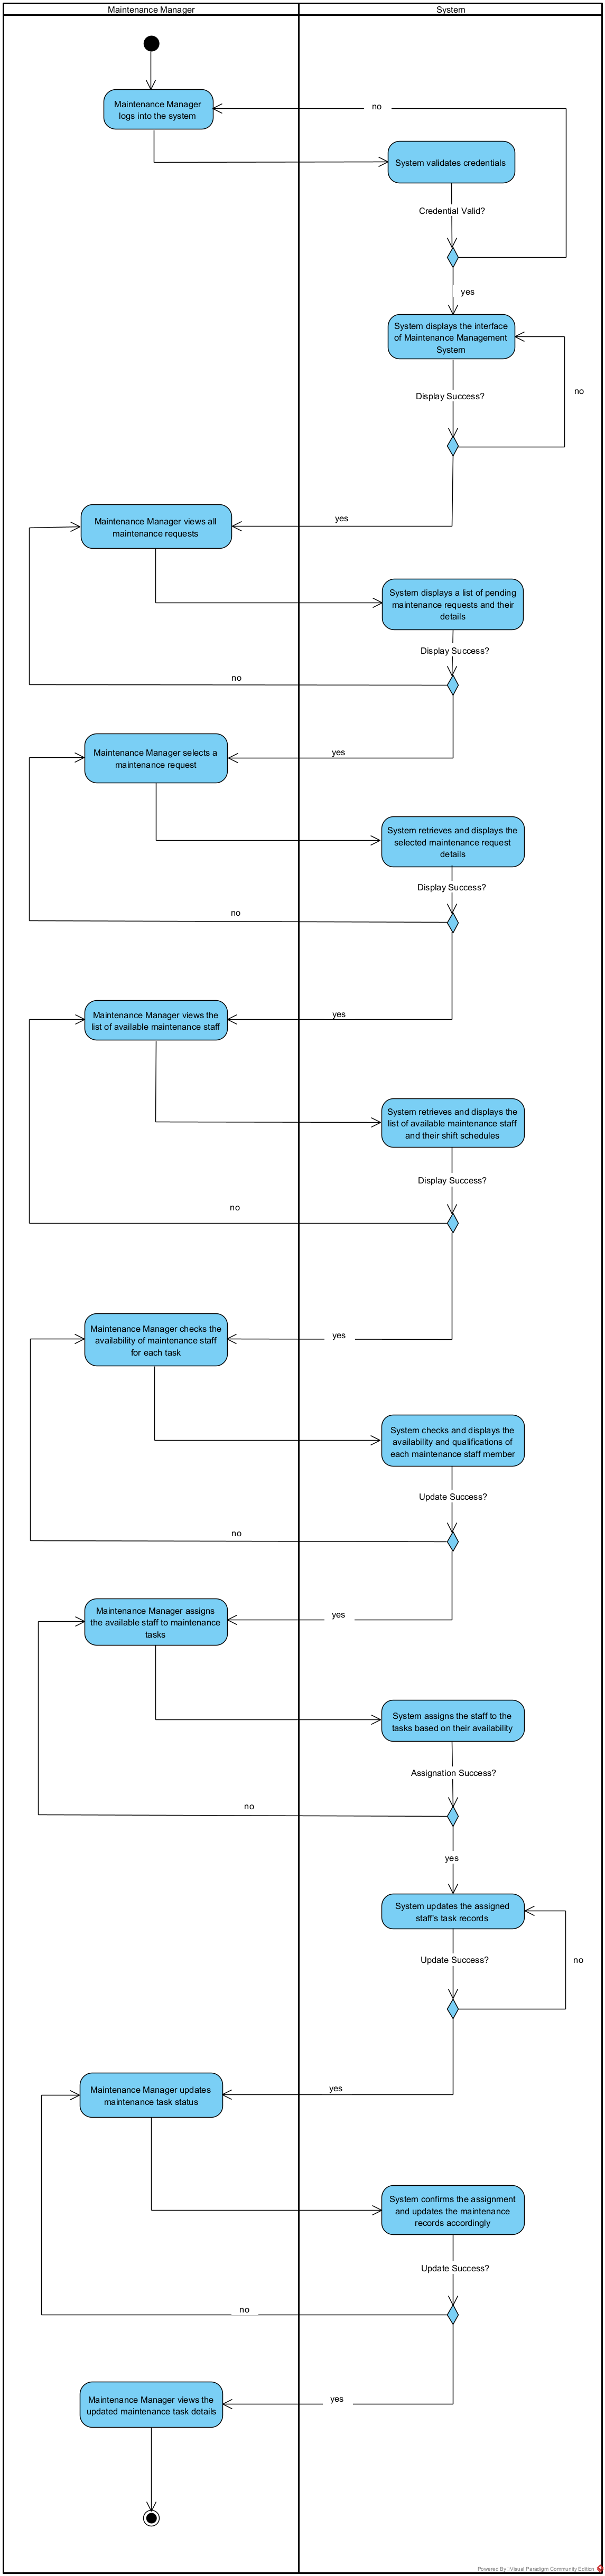 Maintenance Manager
System
Maintenance Manager
logs into the system
no
System validates credentials
Credential Valid?
yes
System displays the interface
of Maintenance Management
System
Display Success?
no
yes
Maintenance Manager views all
maintenance requests
System displays a list of pending
maintenance requests and their
details
Display Success?
no
yes
Maintenance Manager selects a
maintenance request
System retrieves and displays the
selected maintenance request
details
Display Success?
no
yes
Maintenance Manager views the
list of available maintenance staff
System retrieves and displays the
list of available maintenance staff
and their shift schedules
Display Success?
no
yes
Maintenance Manager checks the
availability of maintenance staff
for each task
System checks and displays the
availability and qualifications of
each maintenance staff member
Update Success?
no
yes
Maintenance Manager assigns
the available staff to maintenance
tasks
System assigns the staff to the
tasks based on their availability
Assignation Success?
no
yes
System updates the assigned
staff's task records
Update Success?
no
yes
Maintenance Manager updates
maintenance task status
System confirms the assignment
and updates the maintenance
records accordingly
Update Success?
no
yes
Maintenance Manager views the
updated maintenance task details
Powered By: Visual Paradigm Community Edition